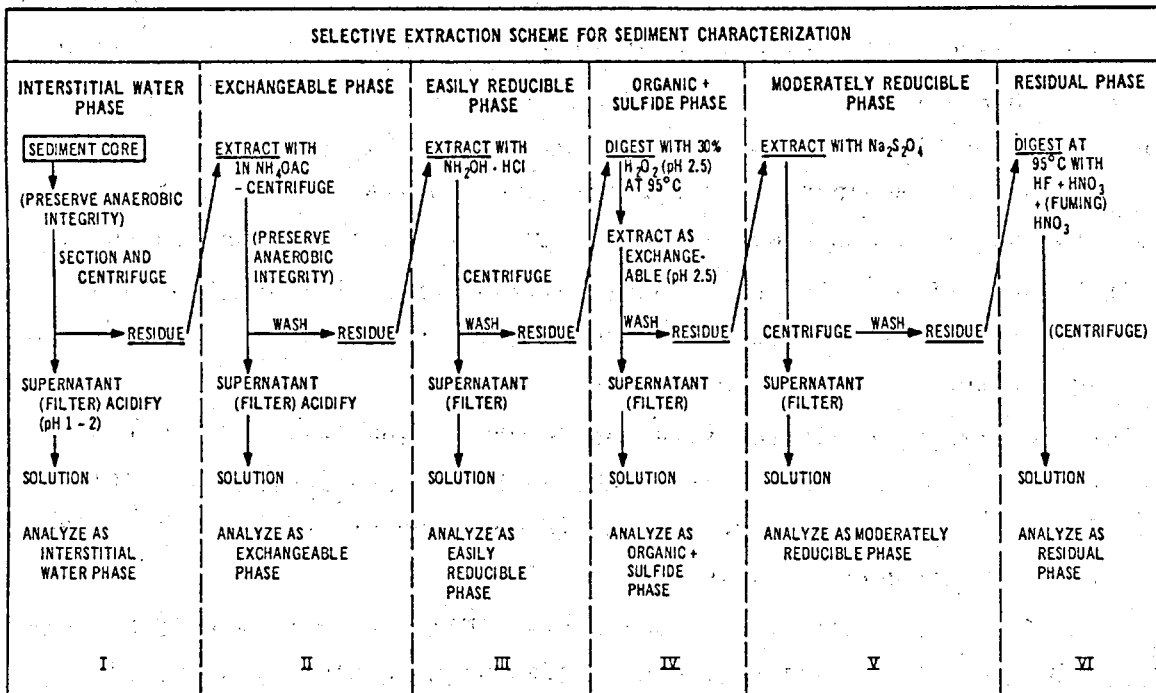 SELECTIVE EXTRACTION SCHEME FOR SEDIMENT CHARACTERIZATION
INTERSTITIAL WATER
PHASE
SEDIMENT CORE
(PRESERVE ANAEROBIC
INTEGRITY)
SECTION AND
CENTRIFUGE
RESIDUE
SUPERNATANT
(FILTER) ACIDIFY
(pH 1 - 2)
SOLUTION
ANALYZE AS
INTERSTITIAL
WATER PHASE
I
EXCHANGEABLE PHASE
EXTRACT WITH
1N NH₄OAC
- CENTRIFUGE
(PRESERVE
ANAEROBIC
INTEGRITY)
WASH
RESIDUE
SUPERNATANT
(FILTER) ACIDIFY
SOLUTION
ANALYZE AS
EXCHANGEABLE
PHASE
II
EASILY REDUCIBLE
PHASE
EXTRACT WITH
NH₂OH · HCl
CENTRIFUGE
WASH
RESIDUE
SUPERNATANT
(FILTER)
SOLUTION
ANALYZE AS
EASILY
REDUCIBLE
PHASE
III
ORGANIC +
SULFIDE PHASE
DIGEST WITH 30%
H₂O₂ (pH 2.5)
AT 95°C
EXTRACT AS
EXCHANGE-
ABLE (pH 2.5)
WASH
RESIDUE
SUPERNATANT
(FILTER)
SOLUTION
ANALYZE AS
ORGANIC +
SULFIDE
PHASE
IV
MODERATELY REDUCIBLE
PHASE
EXTRACT WITH Na₂S₂O₄
CENTRIFUGE
WASH
RESIDUE
SUPERNATANT
(FILTER)
SOLUTION
ANALYZE AS MODERATELY
REDUCIBLE PHASE
V
RESIDUAL PHASE
DIGEST AT
95°C WITH
HF + HNO₃
+ (FUMING)
HNO₃
(CENTRIFUGE)
SOLUTION
ANALYZE AS
RESIDUAL
PHASE
VI